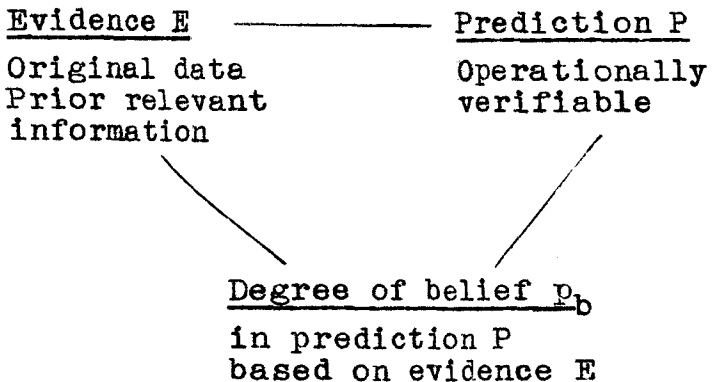 Evidence E
Original data
Prior relevant
information
Prediction P
Operationally
verifiable
Degree of belief p_b
in prediction P
based on evidence E